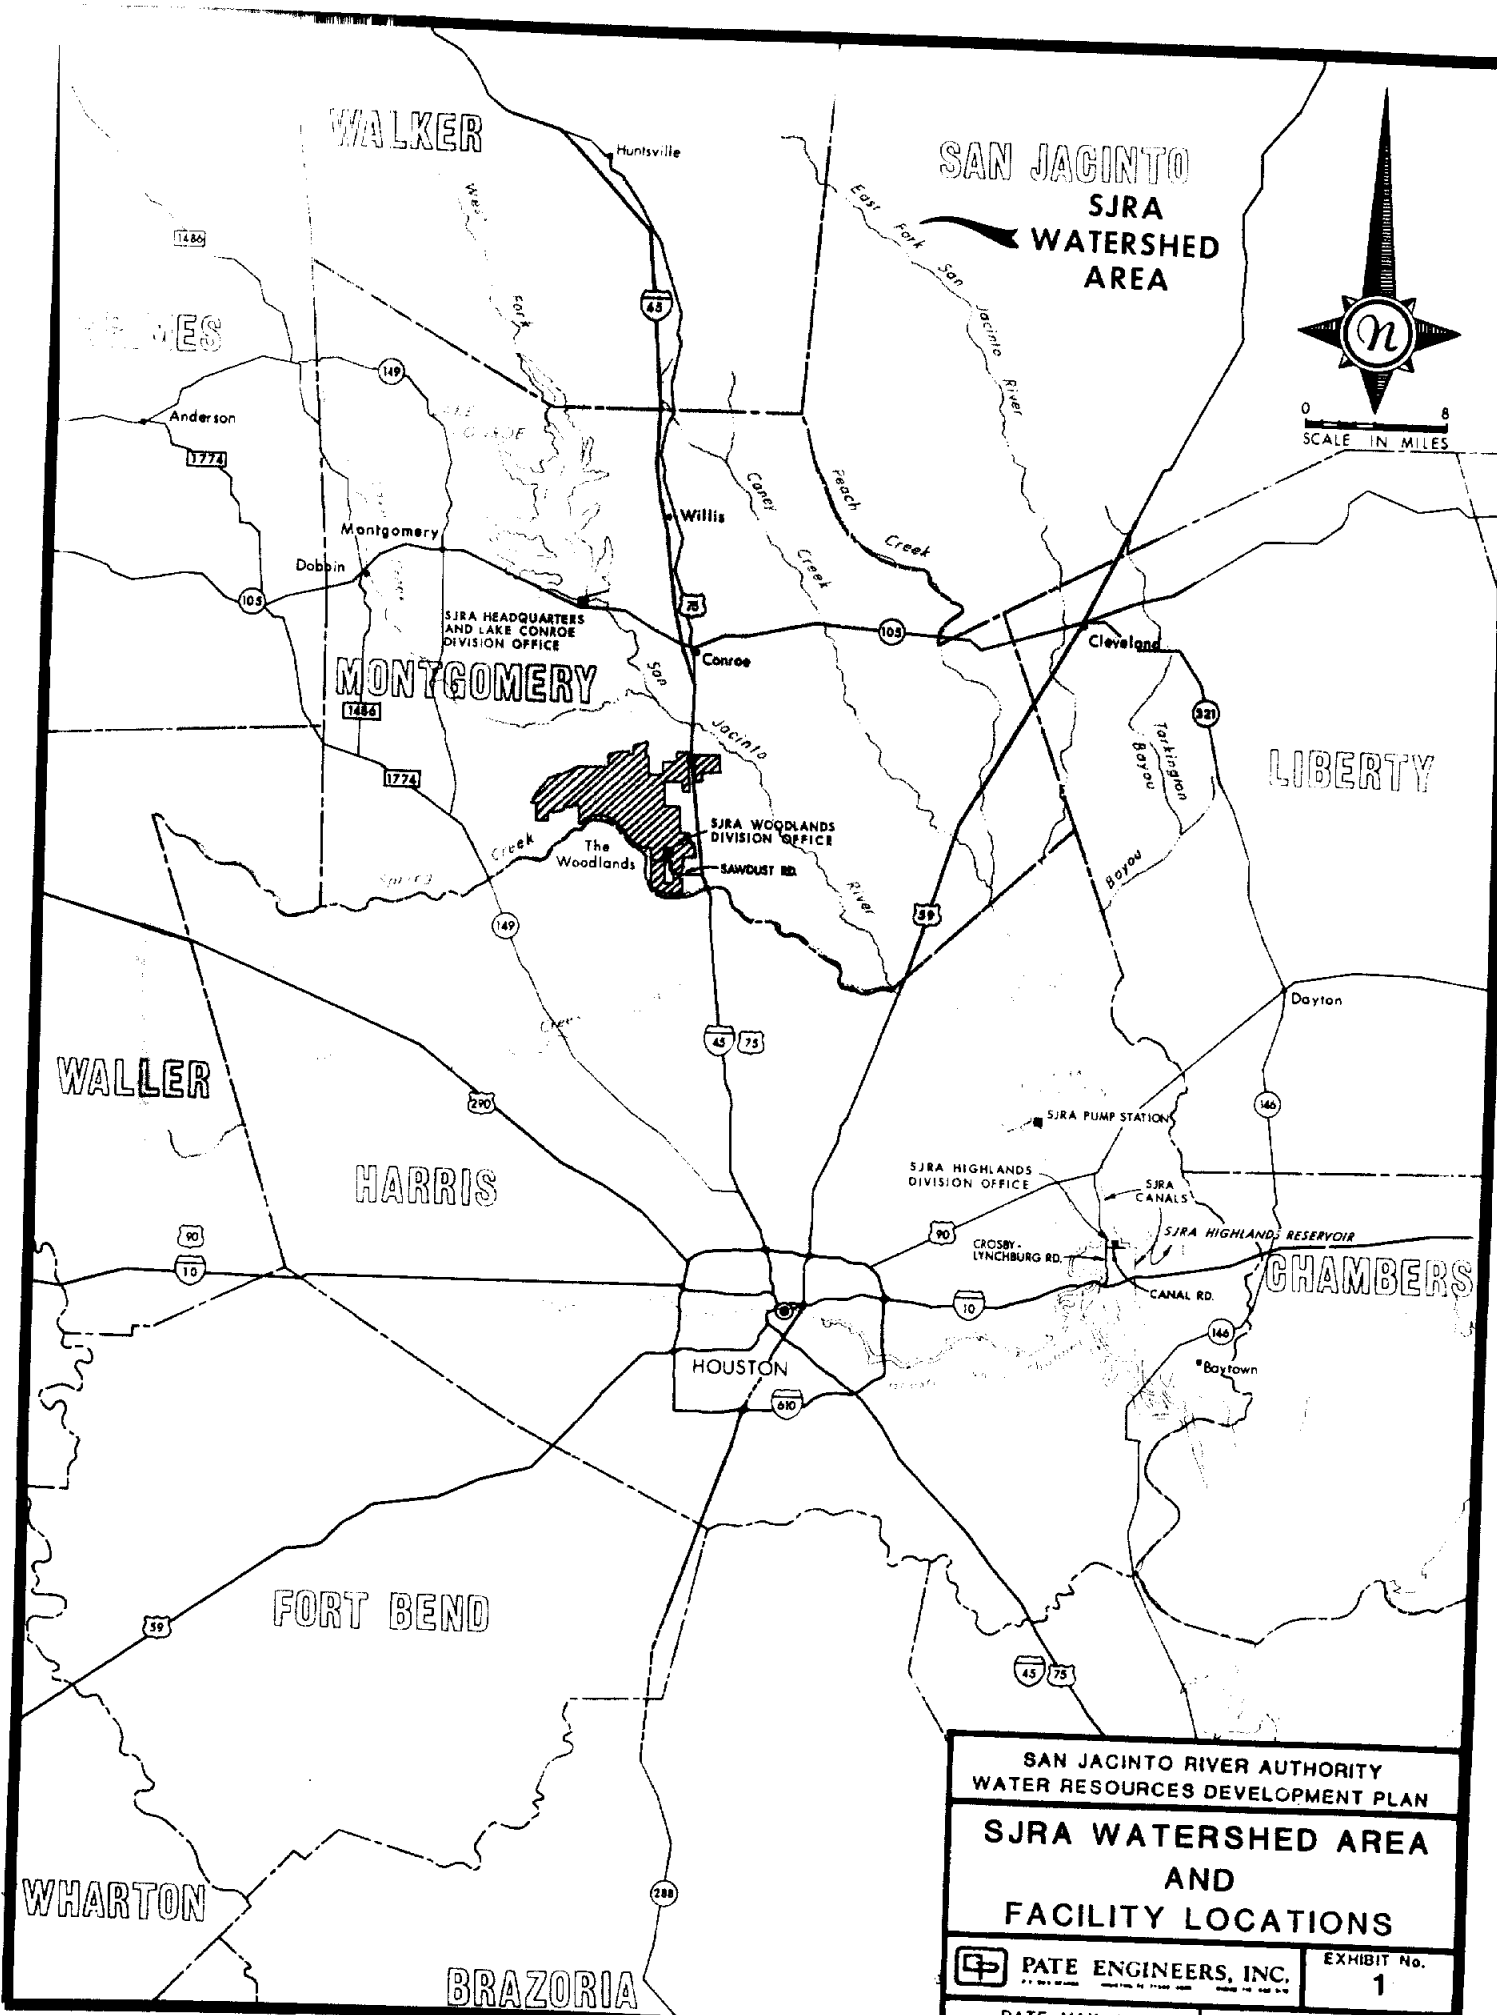 WALKER
Huntsville
SAN JACINTO
SJRA
WATERSHED
AREA
East Fork San Jacinto River
West Fork
1486
45
N
149
Anderson
1774
0 8
SCALE IN MILES
Caney Creek
Peach Creek
Willis
Montgomery
Dobbin
105
75
SJRA HEADQUARTERS
AND LAKE CONROE
DIVISION OFFICE
Conroe
105
Cleveland
MONTGOMERY
San Jacinto River
1486
321
Tarkington
Bayou
LIBERTY
1774
SJRA WOODLANDS
DIVISION OFFICE
The
Woodlands
SAWDUST RD.
Spring Creek
Bayou
149
59
Dayton
Creek
45 75
WALLER
290
146
SJRA PUMP STATION
HARRIS
SJRA HIGHLANDS
DIVISION OFFICE
SJRA
CANALS
90
90
SJRA HIGHLANDS RESERVOIR
CROSBY-
LYNCHBURG RD.
10
CHAMBERS
10
CANAL RD.
146
HOUSTON
Baytown
610
FORT BEND
59
45 75
WHARTON
288
BRAZORIA
SAN JACINTO RIVER AUTHORITY
WATER RESOURCES DEVELOPMENT PLAN
SJRA WATERSHED AREA
AND
FACILITY LOCATIONS
PATE ENGINEERS, INC.
EXHIBIT No.
1